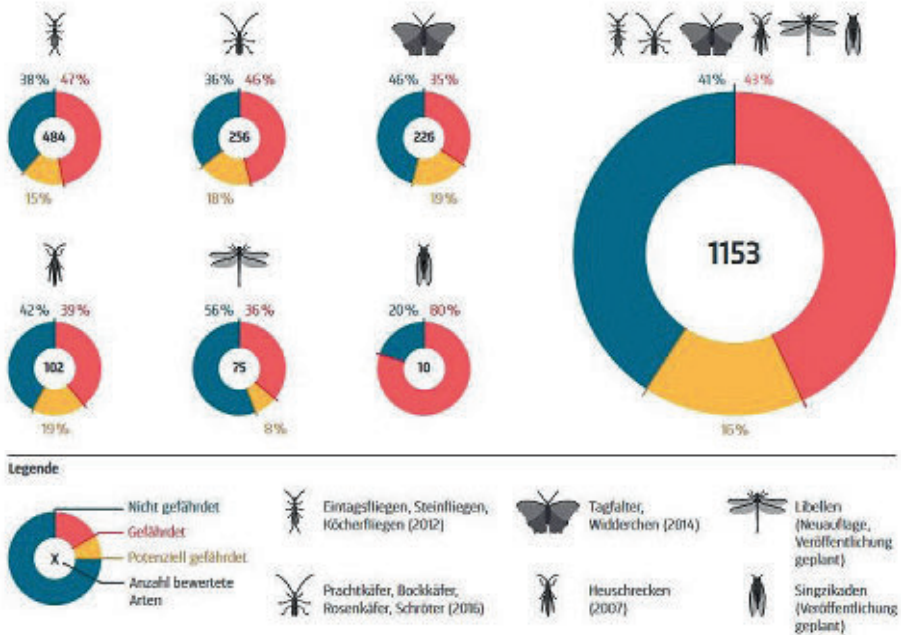 38% 47%
36% 46%
46% 35%
41% 43%
484
256
226
15%
18%
19%
1153
42% 39%
56% 36%
20% 80%
102
75
10
19%
8%
16%
Legende
Nicht gefährdet
Gefährdet
Potenziell gefährdet
X
Anzahl bewertete
Arten
Eintagsfliegen, Steinfliegen,
Köcherfliegen (2012)
Tagfalter,
Widderchen (2014)
Libellen
(Neuauflage,
Veröffentlichung
geplant)
Prachtkäfer, Bockkäfer,
Rosenkäfer, Schröter (2016)
Heuschrecken
(2007)
Singzikaden
(Veröffentlichung
geplant)